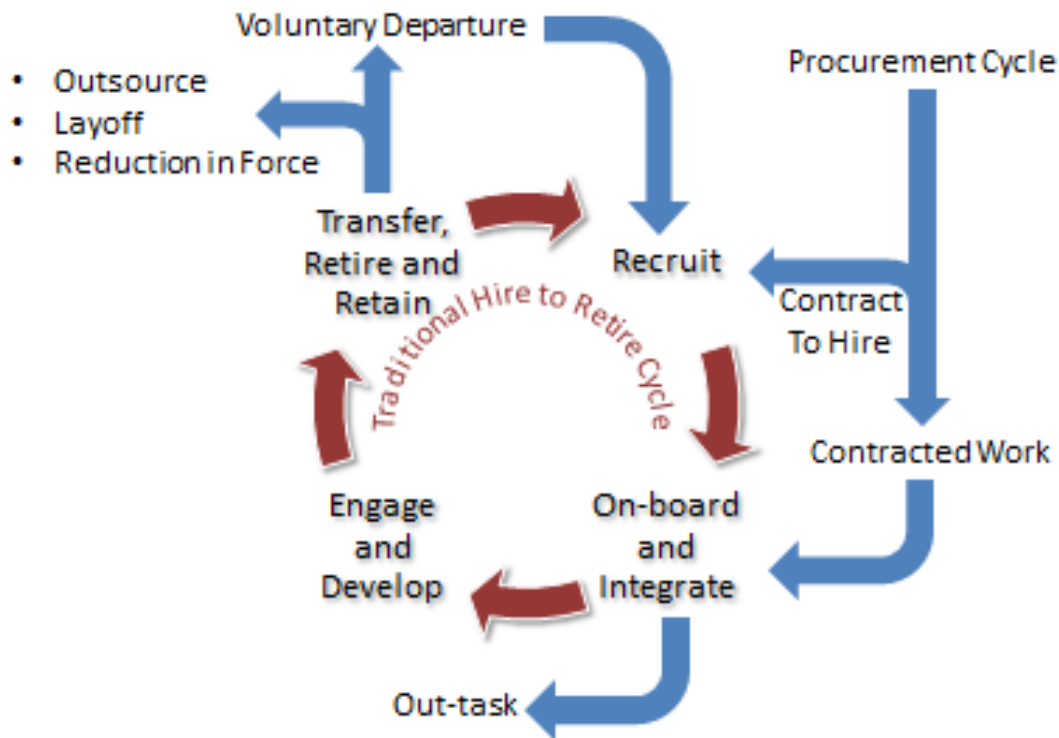 Voluntary Departure
Procurement Cycle
• Outsource
• Layoff
• Reduction in Force
Transfer,
Retire and
Retain
Recruit
Contract
To Hire
Traditional Hire to Retire Cycle
Contracted Work
Engage
and
Develop
On-board
and
Integrate
Out-task